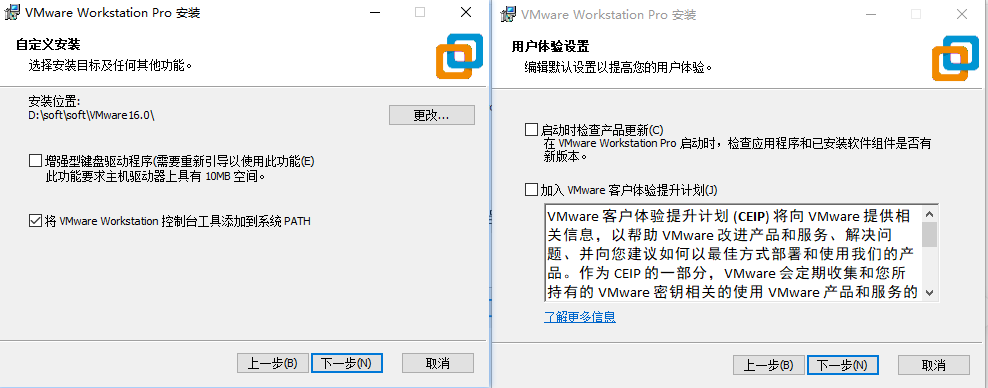 VMware Workstation Pro 安装
自定义安装
选择安装目标及任何其他功能。
安装位置:
D:\soft\soft\VMware16.0\
更改...
增强型键盘驱动程序(需要重新引导以使用此功能(E)
此功能要求主机驱动器上具有 10MB 空间。
将 VMware Workstation 控制台工具添加到系统 PATH
上一步(B)
下一步(N)
取消
VMware Workstation Pro 安装
用户体验设置
编辑默认设置以提高您的用户体验。
启动时检查产品更新(C)
在 VMware Workstation Pro 启动时，检查应用程序和已安装软件组件是否有
新版本。
加入 VMware 客户体验提升计划(J)
VMware 客户体验提升计划 (CEIP) 将向 VMware 提供相
关信息，以帮助 VMware 改进产品和服务、解决问
题、并向您建议如何以最佳方式部署和使用我们的产
品。作为 CEIP 的一部分，VMware 会定期收集和您所
持有的 VMware 密钥相关的使用 VMware 产品和服务的
了解更多信息
上一步(B)
下一步(N)
取消